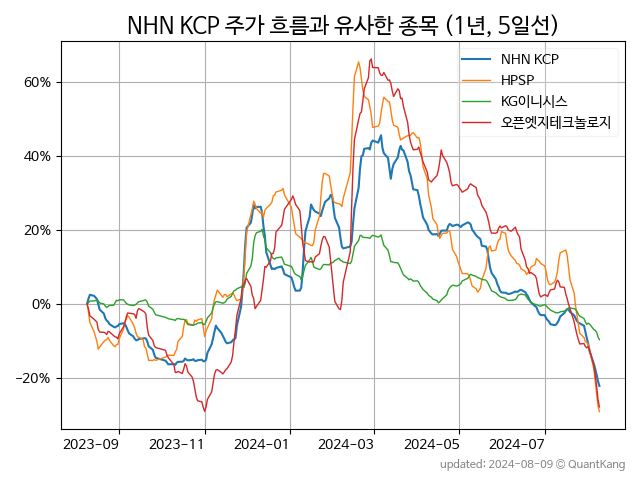 NHN KCP 주가 흐름과 유사한 종목 (1년, 5일선)
NHN KCP
HPSP
KG이니시스
오픈엣지테크놀로지
60%
40%
20%
0%
−20%
2023-09 2023-11 2024-01 2024-03 2024-05 2024-07
updated: 2024-08-09 © QuantKang